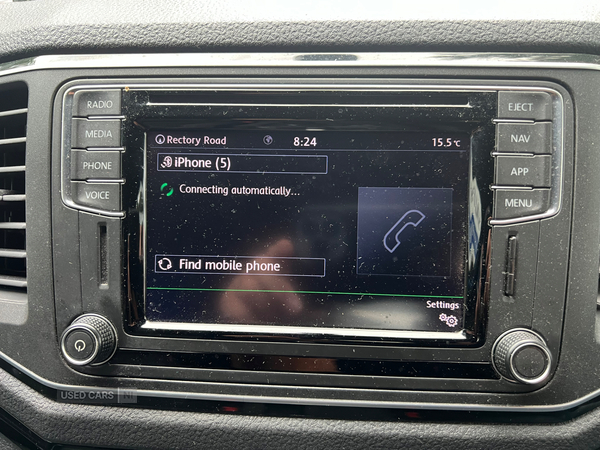 RADIO
MEDIA
PHONE
VOICE
EJECT
NAV
APP
MENU
Rectory Road
8:24
15.5°C
iPhone (5)
Connecting automatically...
Find mobile phone
Settings
USED CARS NI